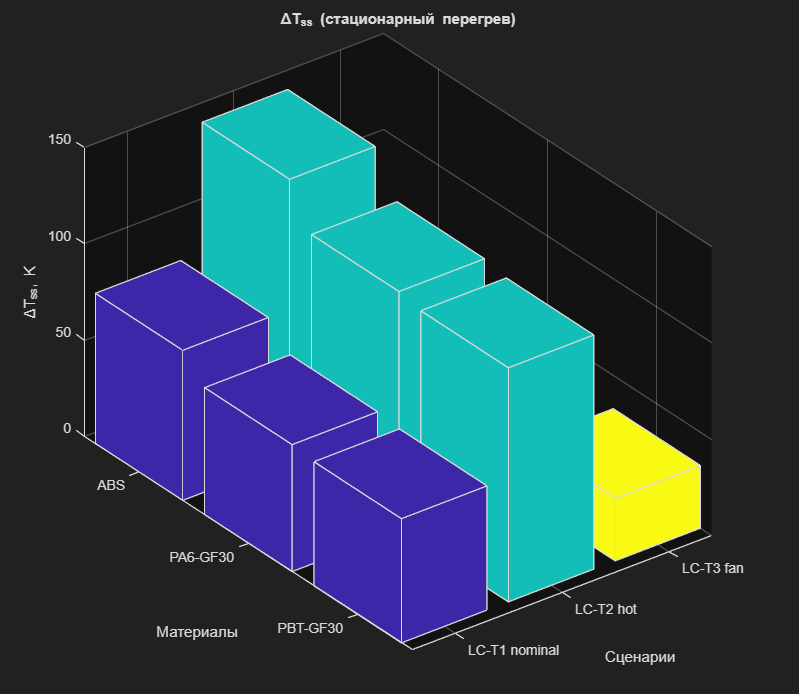 ΔTₛₛ (стационарный перегрев)
150
100
50
0
ΔTₛₛ, K
ABS
PA6-GF30
PBT-GF30
Материалы
LC-T1 nominal
LC-T2 hot
LC-T3 fan
Сценарии